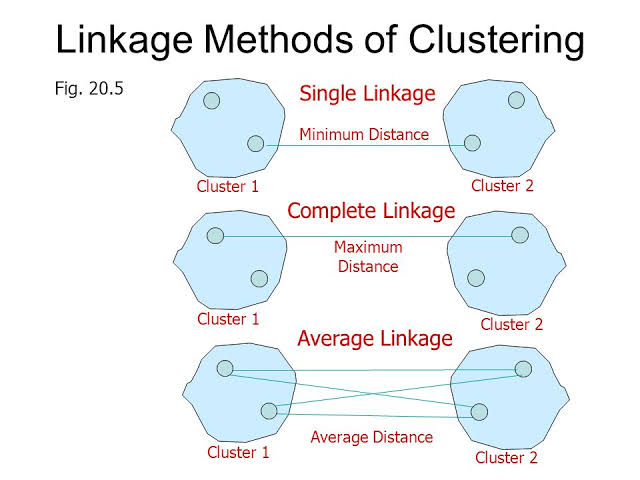 Linkage Methods of Clustering
Fig. 20.5
Single Linkage
Minimum Distance
Cluster 1
Cluster 2
Complete Linkage
Maximum
Distance
Cluster 1
Cluster 2
Average Linkage
Average Distance
Cluster 1
Cluster 2